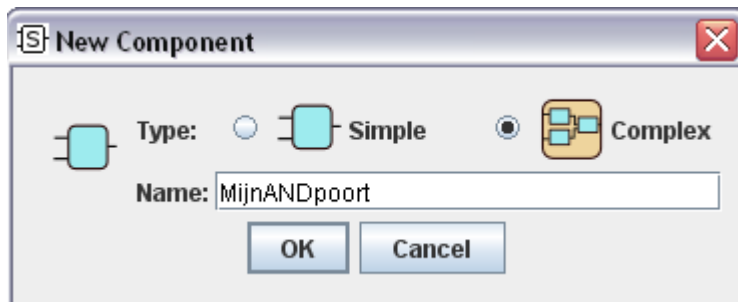 S New Component
Type: Simple Complex
Name: MijnANDpoort
OK Cancel